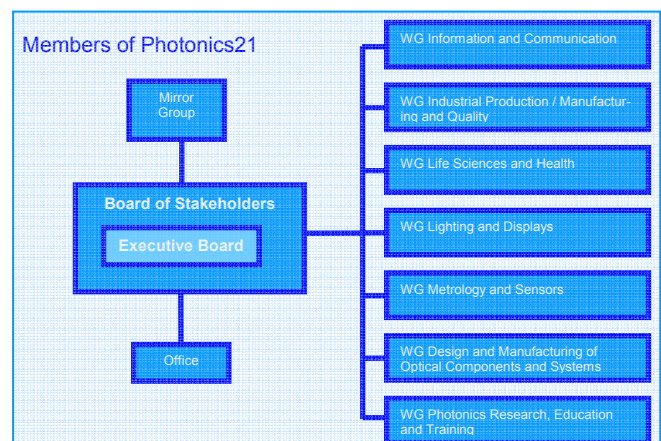 Members of Photonics21
Mirror
Group
Board of Stakeholders
Executive Board
Office
WG Information and Communication
WG Industrial Production / Manufactur-
ing and Quality
WG Life Sciences and Health
WG Lighting and Displays
WG Metrology and Sensors
WG Design and Manufacturing of
Optical Components and Systems
WG Photonics Research, Education
and Training